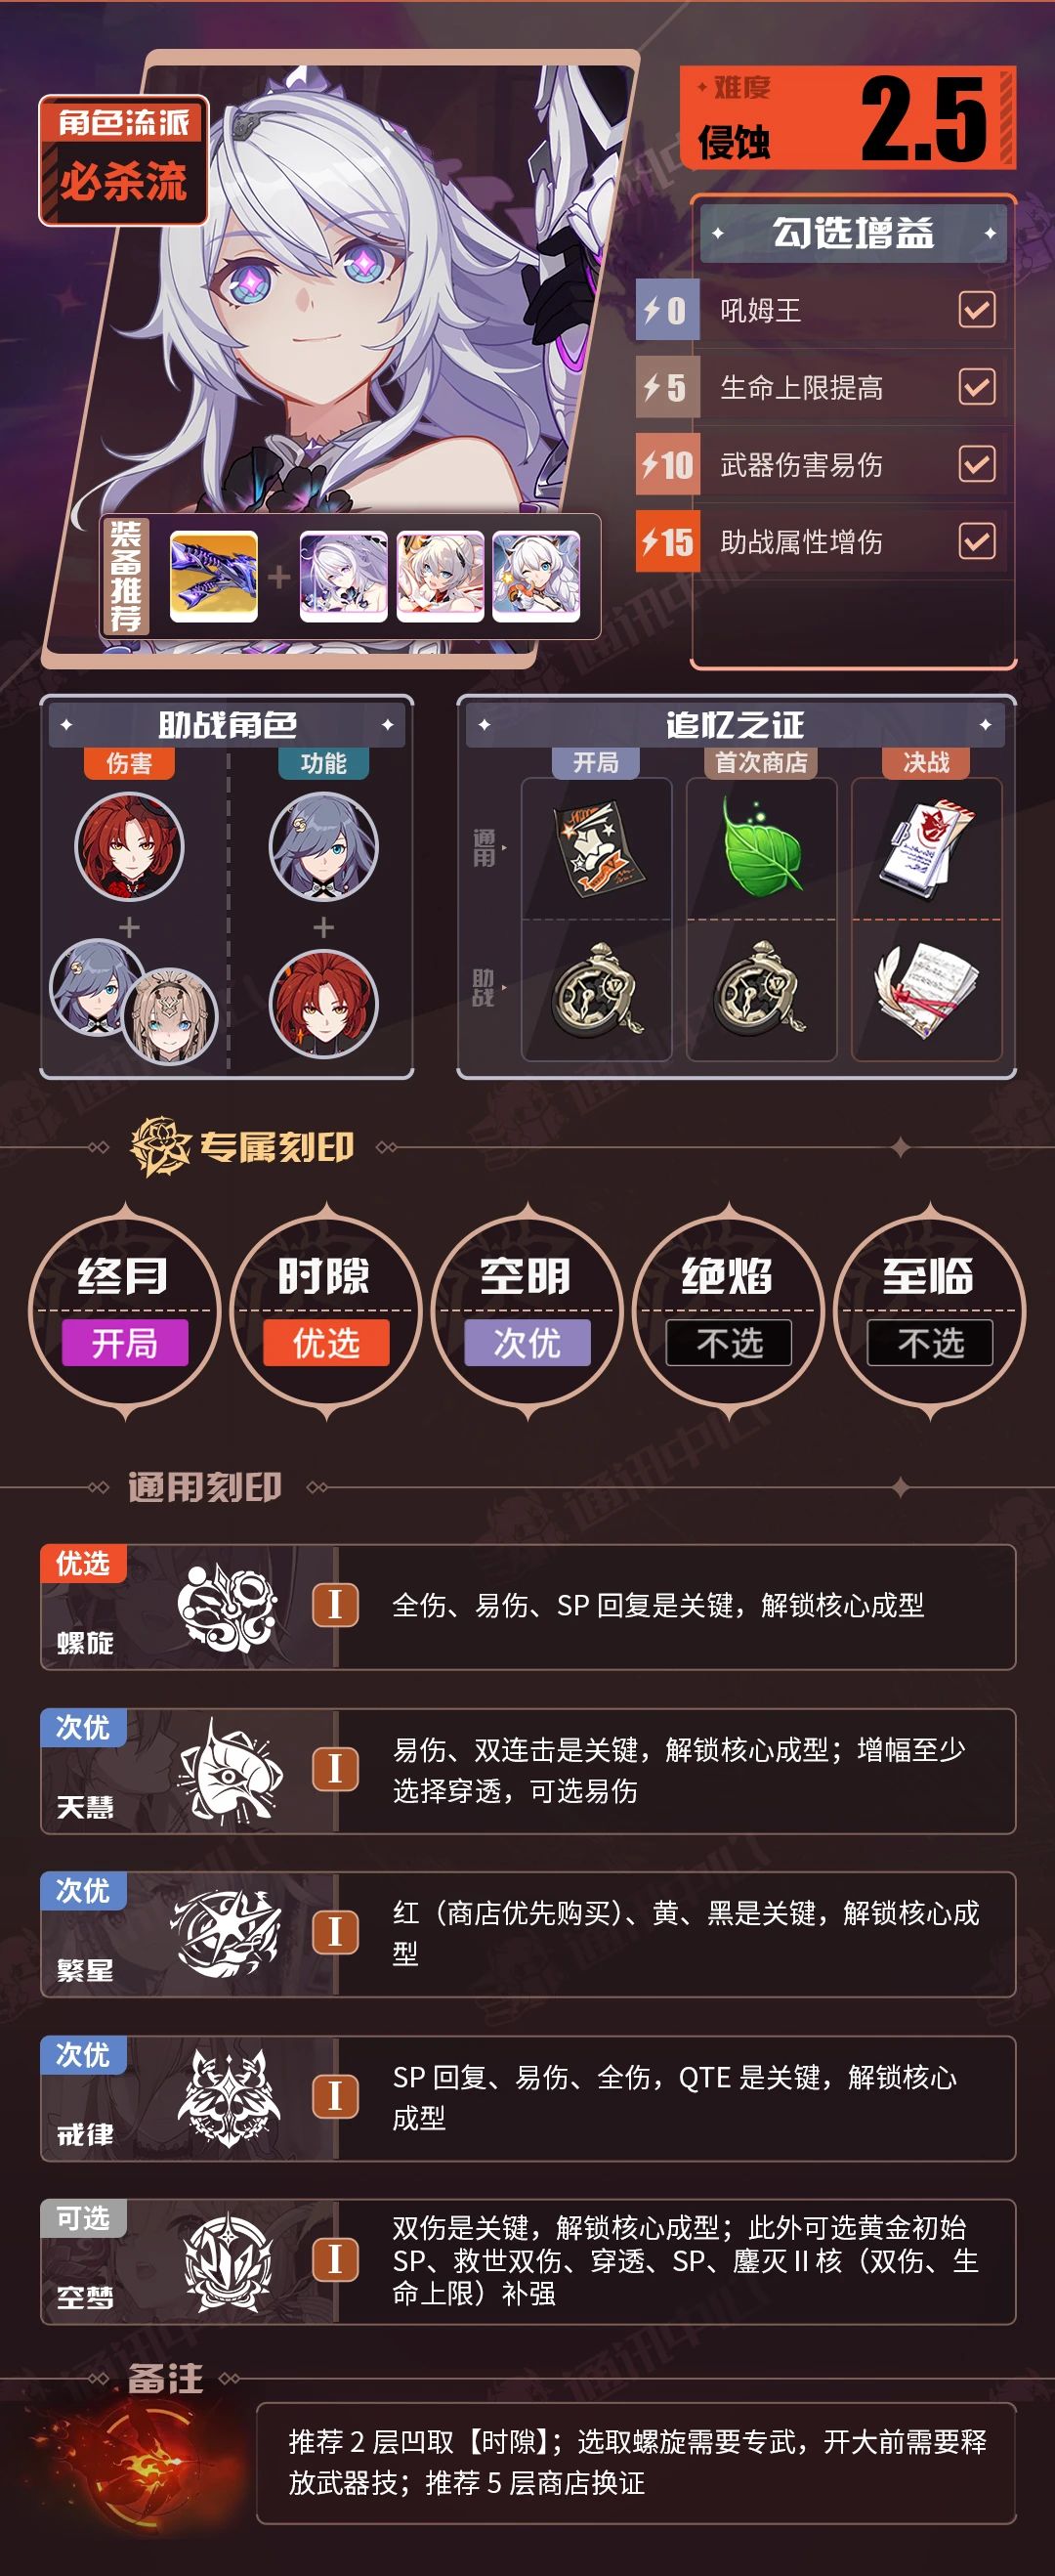 角色流派
必杀流
难度
侵蚀
2.5
勾选增益
0 吼姆王
5 生命上限提高
10 武器伤害易伤
15 助战属性增伤
装备推荐
助战角色
伤害
功能
追忆之证
开局
首次商店
决战
通用
助战
专属刻印
终月
开局
时隙
优选
空明
次优
绝焰
不选
至临
不选
通用刻印
优选
螺旋
I
全伤、易伤、SP 回复是关键，解锁核心成型
次优
天慧
I
易伤、双连击是关键，解锁核心成型；增幅至少
选择穿透，可选易伤
次优
繁星
I
红（商店优先购买）、黄、黑是关键，解锁核心成
型
次优
戒律
I
SP 回复、易伤、全伤，QTE 是关键，解锁核心
成型
可选
空梦
I
双伤是关键，解锁核心成型；此外可选黄金初始
SP、救世双伤、穿透、SP、鏖灭 II 核（双伤、生
命上限）补强
备注
推荐 2 层凹取【时隙】；选取螺旋需要专武，开大前需要释
放武器技；推荐 5 层商店换证